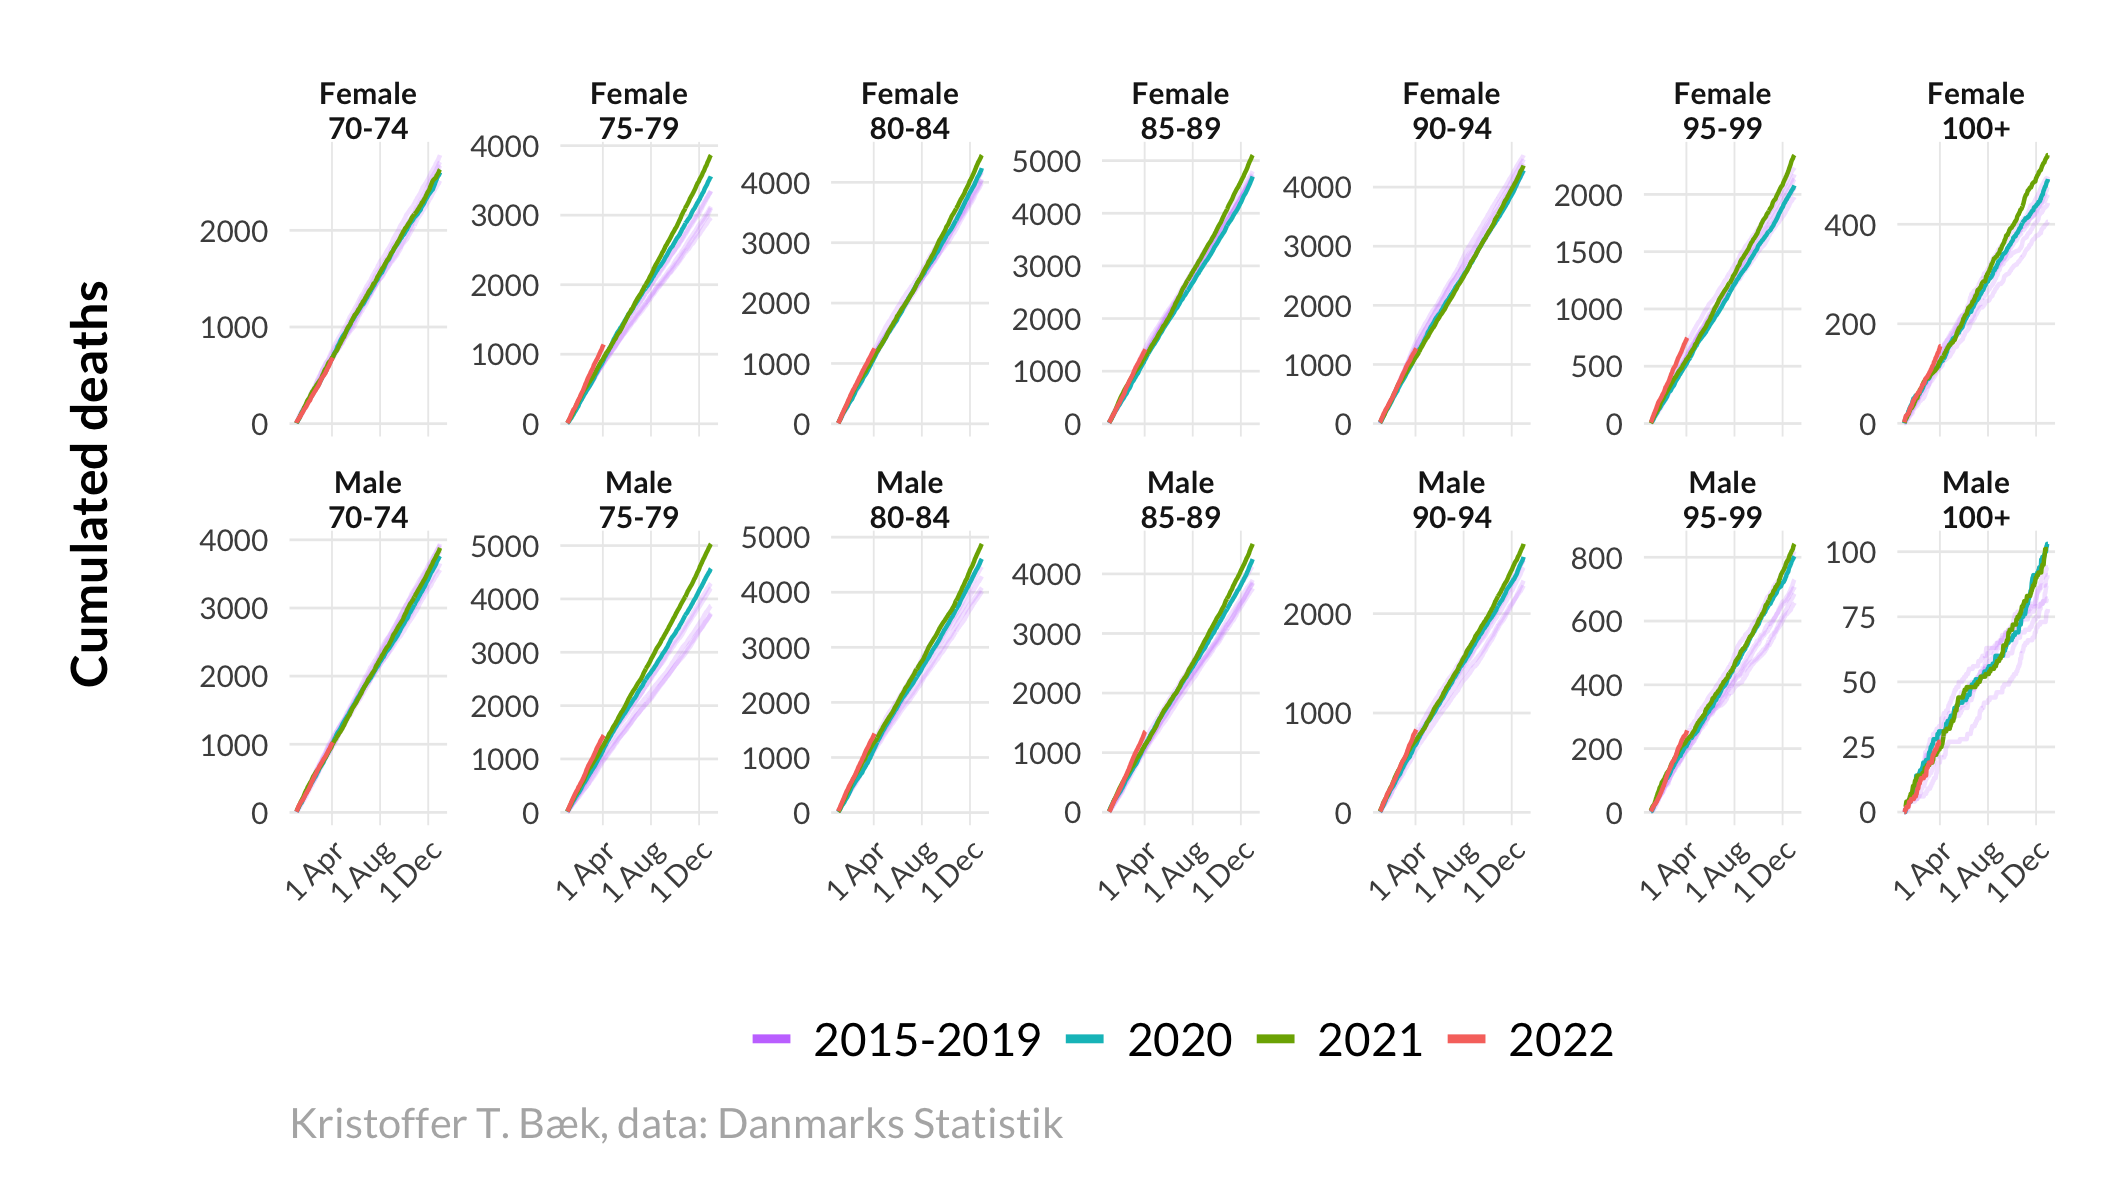 Female
70-74
Female
75-79
Female
80-84
Female
85-89
Female
90-94
Female
95-99
Female
100+
2000
1000
0
4000
3000
2000
1000
0
4000
3000
2000
1000
0
5000
4000
3000
2000
1000
0
4000
3000
2000
1000
0
2000
1500
1000
500
0
400
200
0
Cumulated deaths
Male
70-74
Male
75-79
Male
80-84
Male
85-89
Male
90-94
Male
95-99
Male
100+
4000
3000
2000
1000
0
5000
4000
3000
2000
1000
0
5000
4000
3000
2000
1000
0
4000
3000
2000
1000
0
2000
1000
0
800
600
400
200
0
100
75
50
25
0
1 Apr
1 Aug
1 Dec
1 Apr
1 Aug
1 Dec
1 Apr
1 Aug
1 Dec
1 Apr
1 Aug
1 Dec
1 Apr
1 Aug
1 Dec
1 Apr
1 Aug
1 Dec
1 Apr
1 Aug
1 Dec
2015-2019 2020 2021 2022
Kristoffer T. Bæk, data: Danmarks Statistik